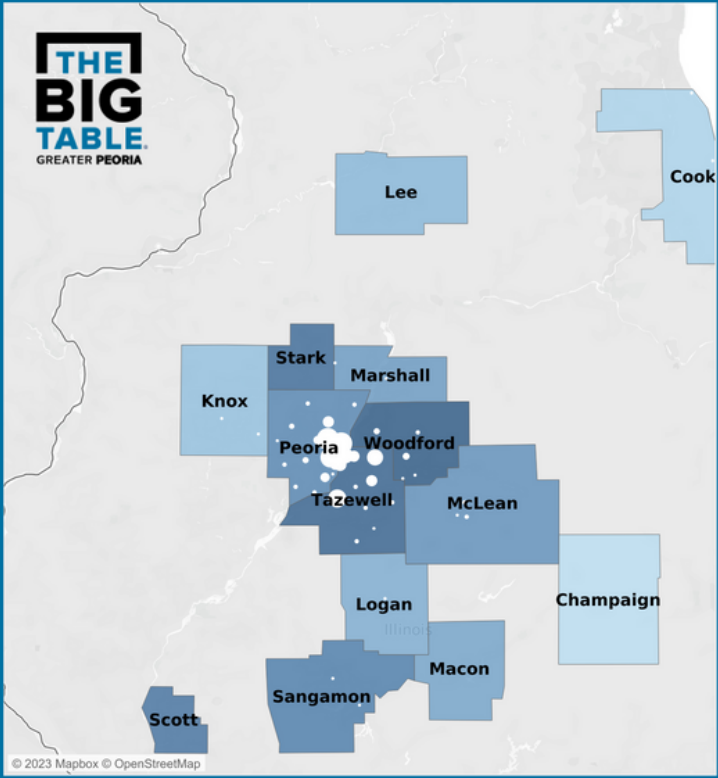 THE
BIG
TABLE
GREATER PEORIA
Cook
Lee
Stark
Marshall
Knox
Peoria
Woodford
Tazewell
McLean
Champaign
Logan
Illinois
Macon
Sangamon
Scott
© 2023 Mapbox © OpenStreetMap